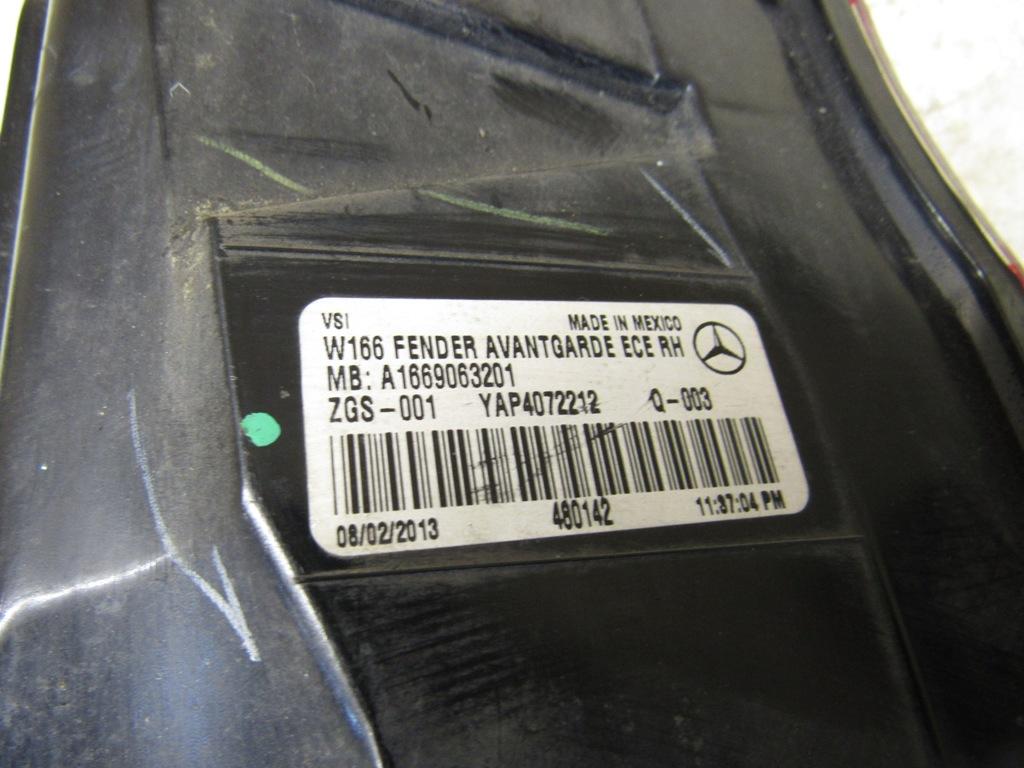 VSI MADE IN MEXICO
W166 FENDER AVANTGARDE ECE RH
MB: A1669063201
ZGS-001 YAP4072212 Q-003
08/02/2013 460142 11:37:04 PM